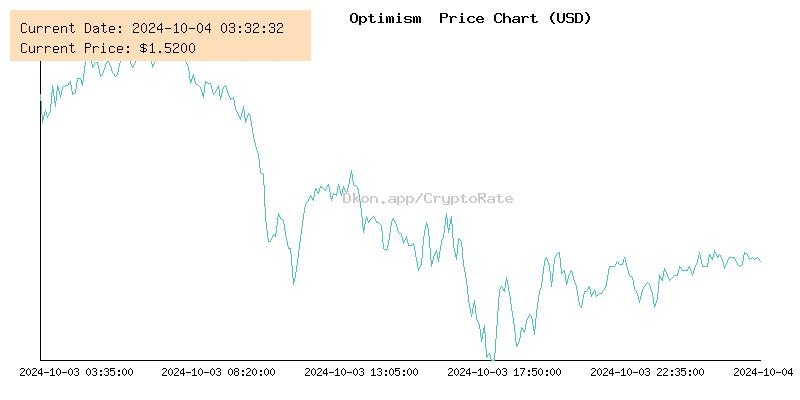 Optimism  Price Chart (USD)
Current Date: 2024-10-04 03:32:32
Current Price: $1.5200
Dkon.app/CryptoRate
2024-10-03 03:35:00 2024-10-03 08:20:00 2024-10-03 13:05:00 2024-10-03 17:50:00 2024-10-03 22:35:00 2024-10-04